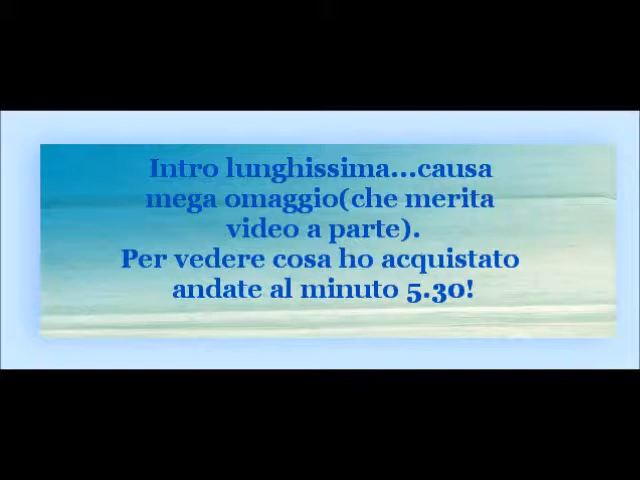 Intro lunghissima...causa
mega omaggio(che merita
video a parte).
Per vedere cosa ho acquistato
andate al minuto 5.30!